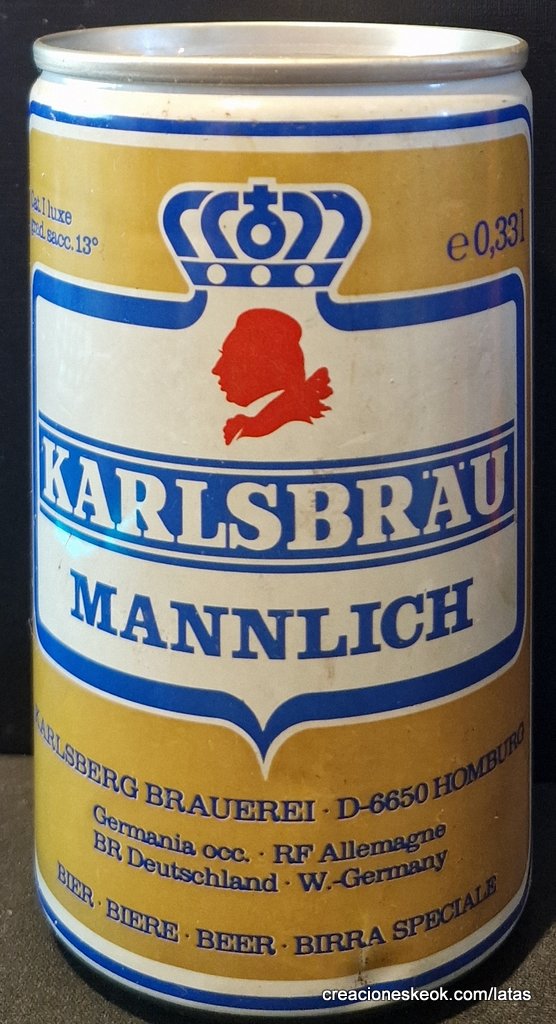 Cat. I luxe
grad. sacc. 13°
e 0,33 l
KARLSBRÄU
MANNLICH
KARLSBERG BRAUEREI · D-6650 HOMBURG
Germania occ. · RF Allemagne
BR Deutschland · W.-Germany
BIER · BIERE · BEER · BIRRA SPECIALE
creacioneskeok.com/latas